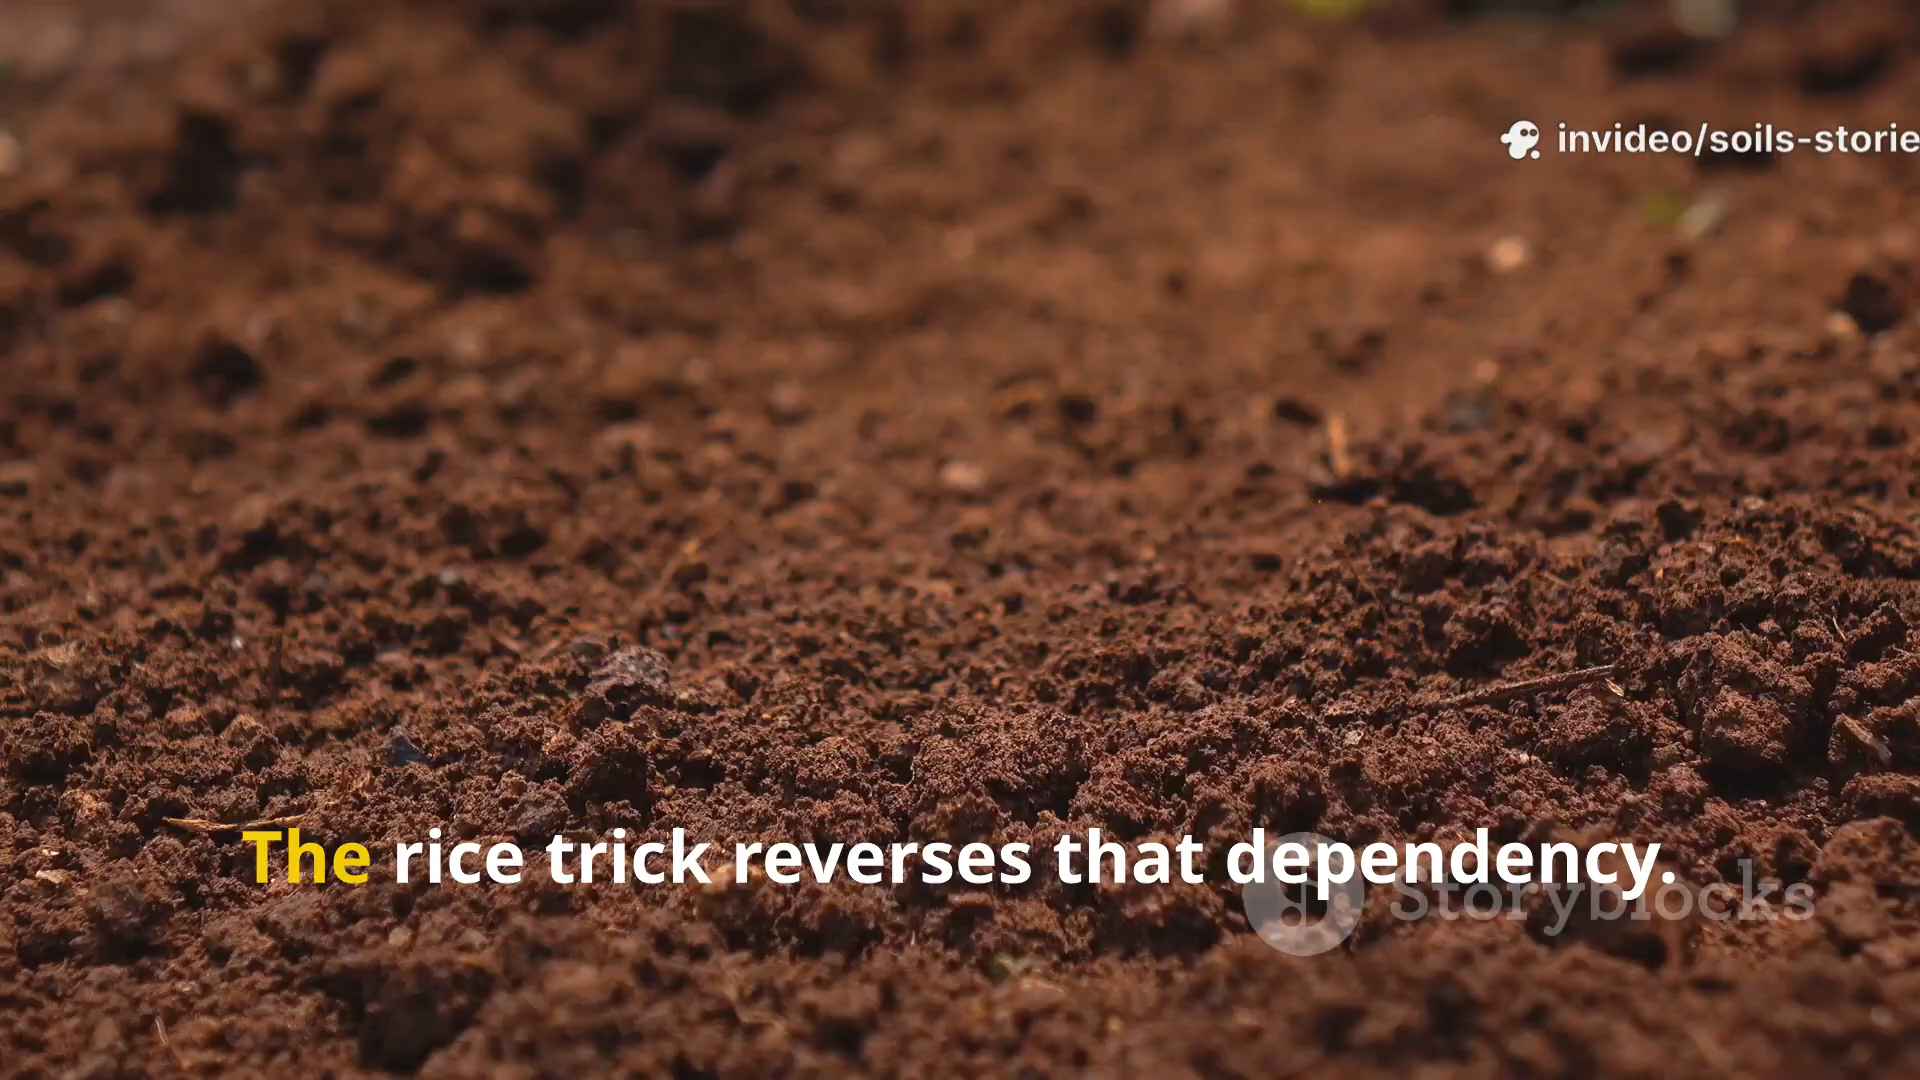 invideo/soils-storie
The rice trick reverses that dependency.
Storyblocks